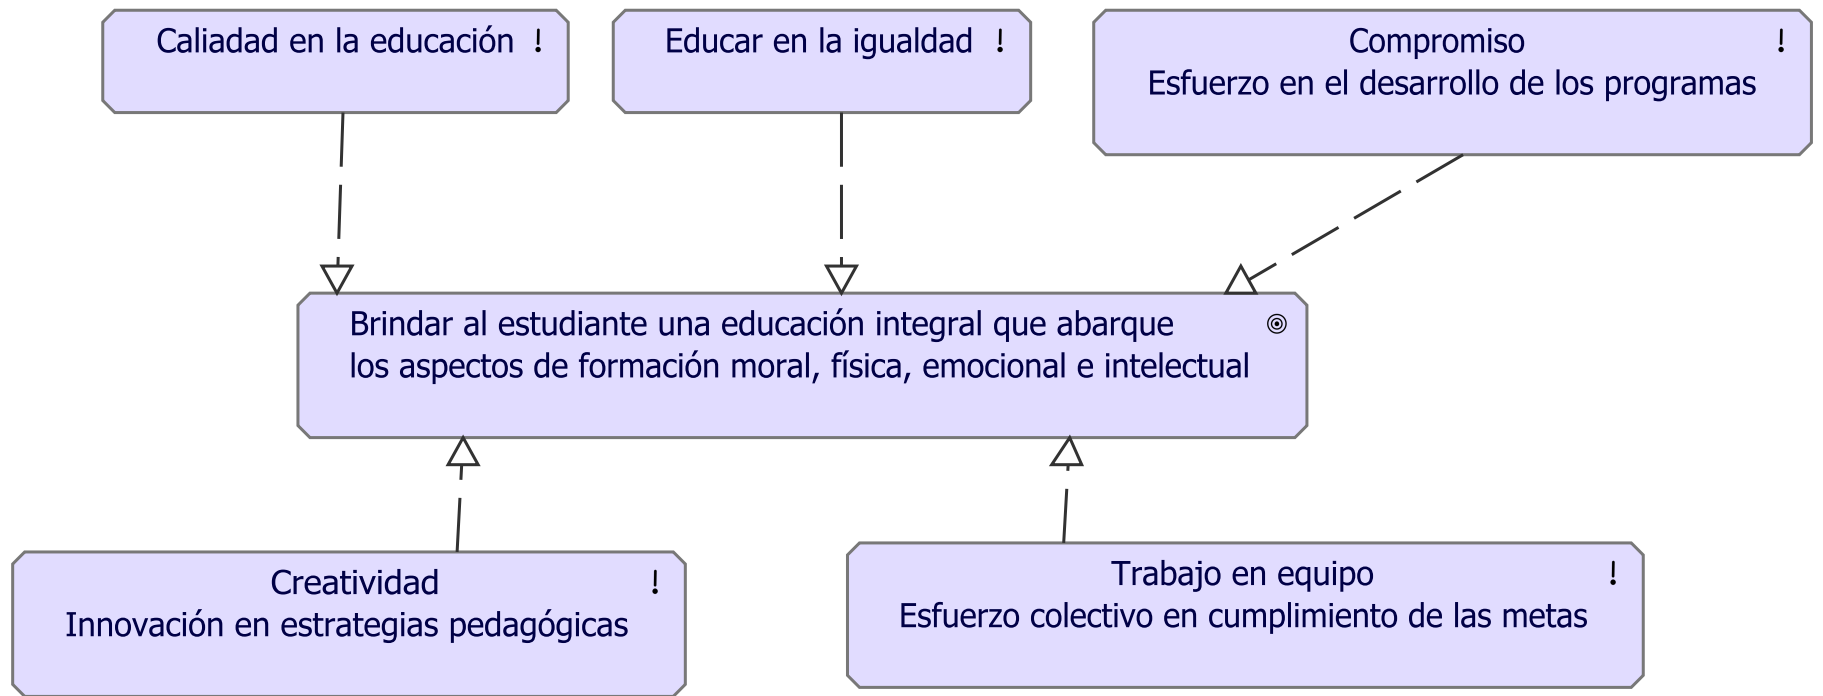 Caliadad en la educación !
Educar en la igualdad !
Compromiso !
Esfuerzo en el desarrollo de los programas
Brindar al estudiante una educación integral que abarque
los aspectos de formación moral, física, emocional e intelectual
Creatividad !
Innovación en estrategias pedagógicas
Trabajo en equipo !
Esfuerzo colectivo en cumplimiento de las metas